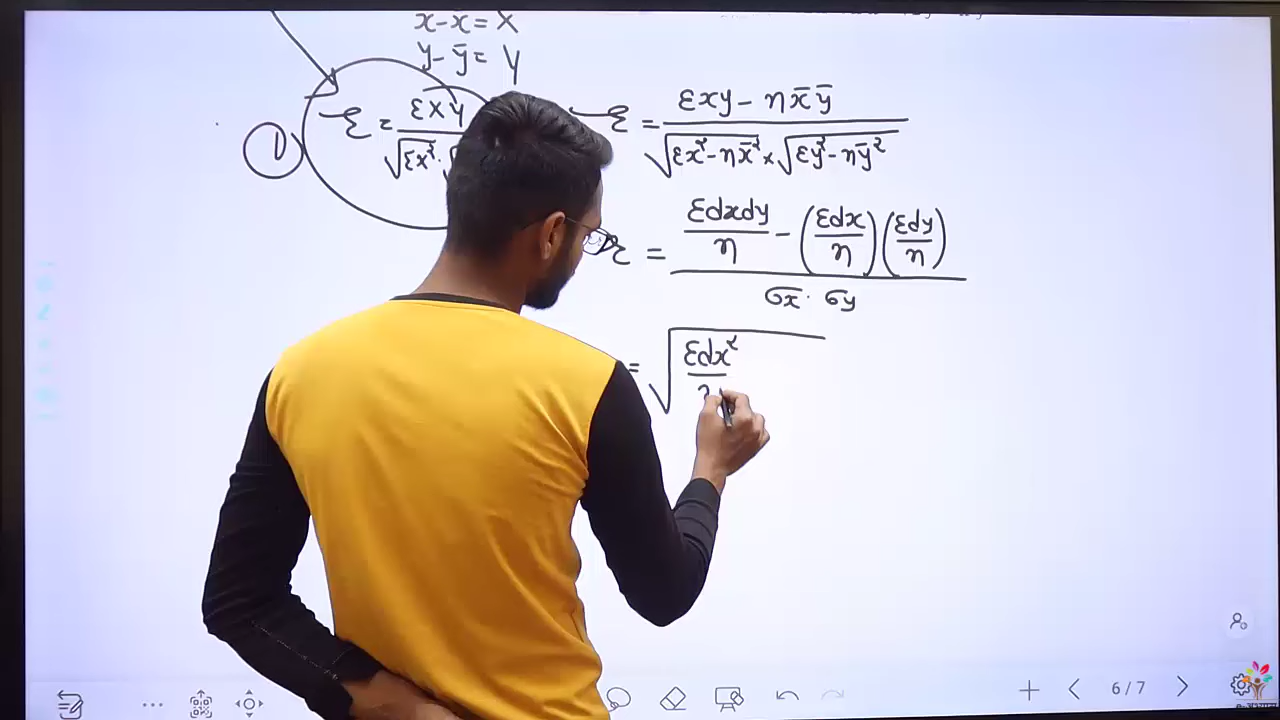 x-x̄ = X
y-ȳ = Y
① r = ΣXY / √Σx² · √
r = Σxy - nx̄ȳ / √Σx²-nx̄² × √Σy²-nȳ²
r = Σdxdy/n - (Σdx/n)(Σdy/n) / σx · σy
= √Σdx²
6/7